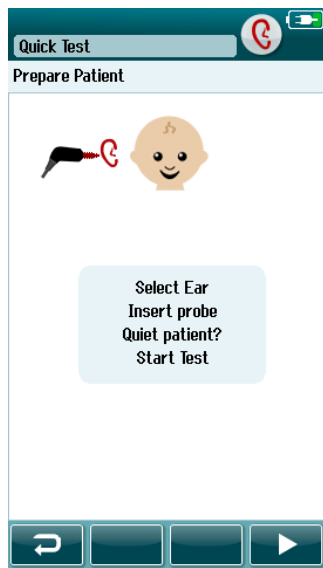 Quick Test
Prepare Patient
Select Ear
Insert probe
Quiet patient?
Start Test